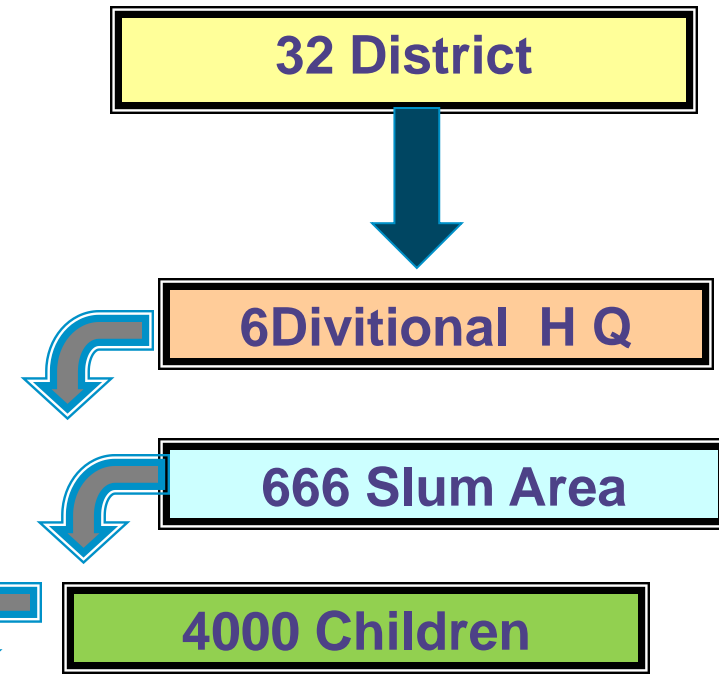 32 District
6Divitional H Q
666 Slum Area
4000 Children